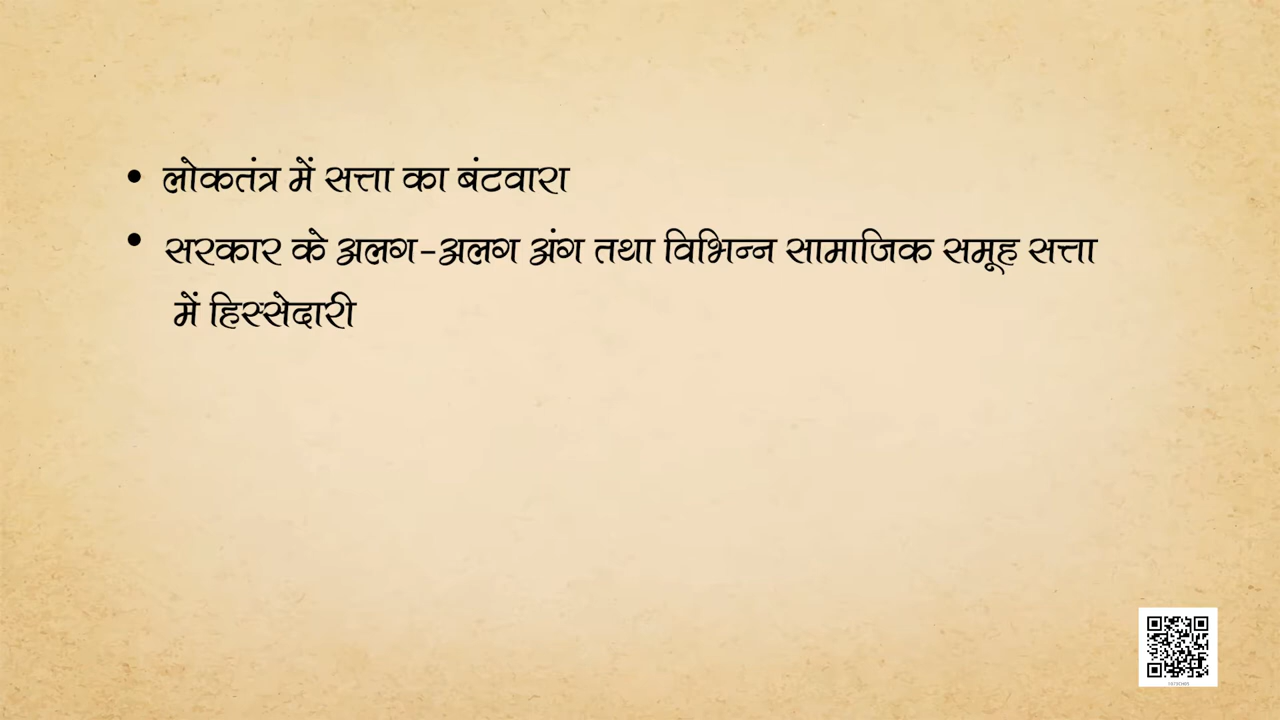 • लोकतंत्र में सत्ता का बंटवारा
• सरकार के अलग-अलग अंग तथा विभिन्न सामाजिक समूह सत्ता
में हिस्सेदारी